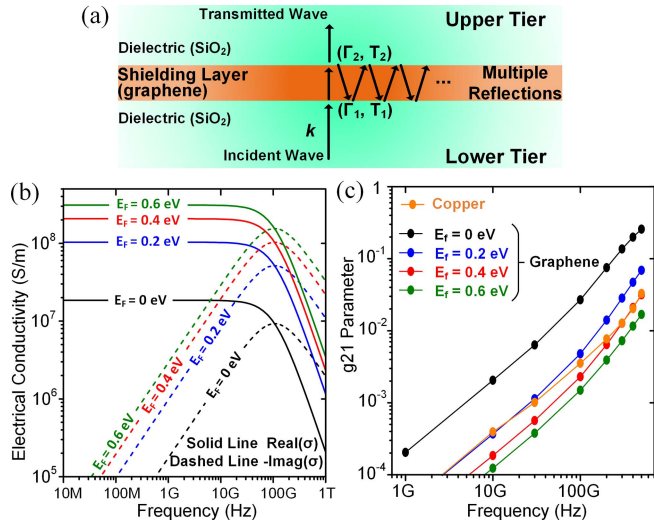 (a)
Transmitted Wave
Upper Tier
Dielectric (SiO₂)
(Γ₂, T₂)
Shielding Layer
(graphene)
...
Multiple
Reflections
(Γ₁, T₁)
Dielectric (SiO₂)
k
Incident Wave
Lower Tier
(b)
Electrical Conductivity (S/m)
10⁸
10⁷
10⁶
10⁵
E_F = 0.6 eV
E_F = 0.4 eV
E_F = 0.2 eV
E_F = 0 eV
E_F = 0.6 eV
E_F = 0.4 eV
E_F = 0.2 eV
E_F = 0 eV
Solid Line Real(σ)
Dashed Line -Imag(σ)
10M 100M 1G 10G 100G 1T
Frequency (Hz)
(c)
g21 Parameter
1
10⁻¹
10⁻²
10⁻³
10⁻⁴
Copper
E_f = 0 eV
E_f = 0.2 eV
E_f = 0.4 eV
E_f = 0.6 eV
Graphene
1G 10G 100G
Frequency (Hz)